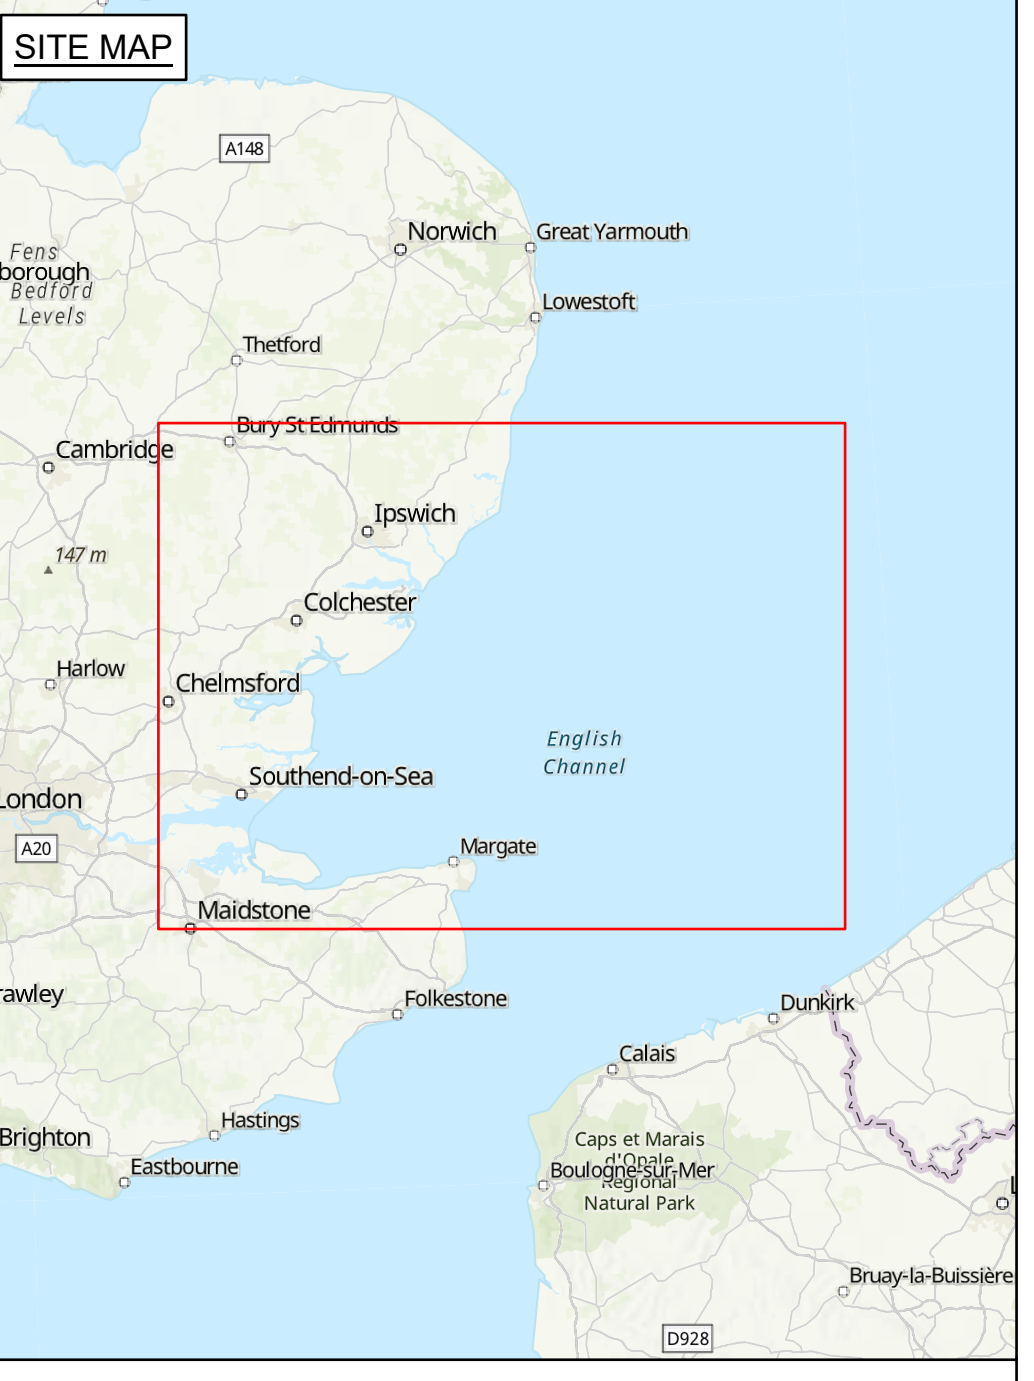 SITE MAP
A148
Norwich
Great Yarmouth
Fens
borough
Bedford
Levels
Lowestoft
Thetford
Bury St Edmunds
Cambridge
Ipswich
147 m
Colchester
Harlow
Chelmsford
English
Channel
Southend-on-Sea
London
A20
Margate
Maidstone
rawley
Folkestone
Dunkirk
Calais
Hastings
Brighton
Caps et Marais
d'Opale
Eastbourne
Boulogne-sur-Mer
Regional
Natural Park
L
Bruay-la-Buissière
D928